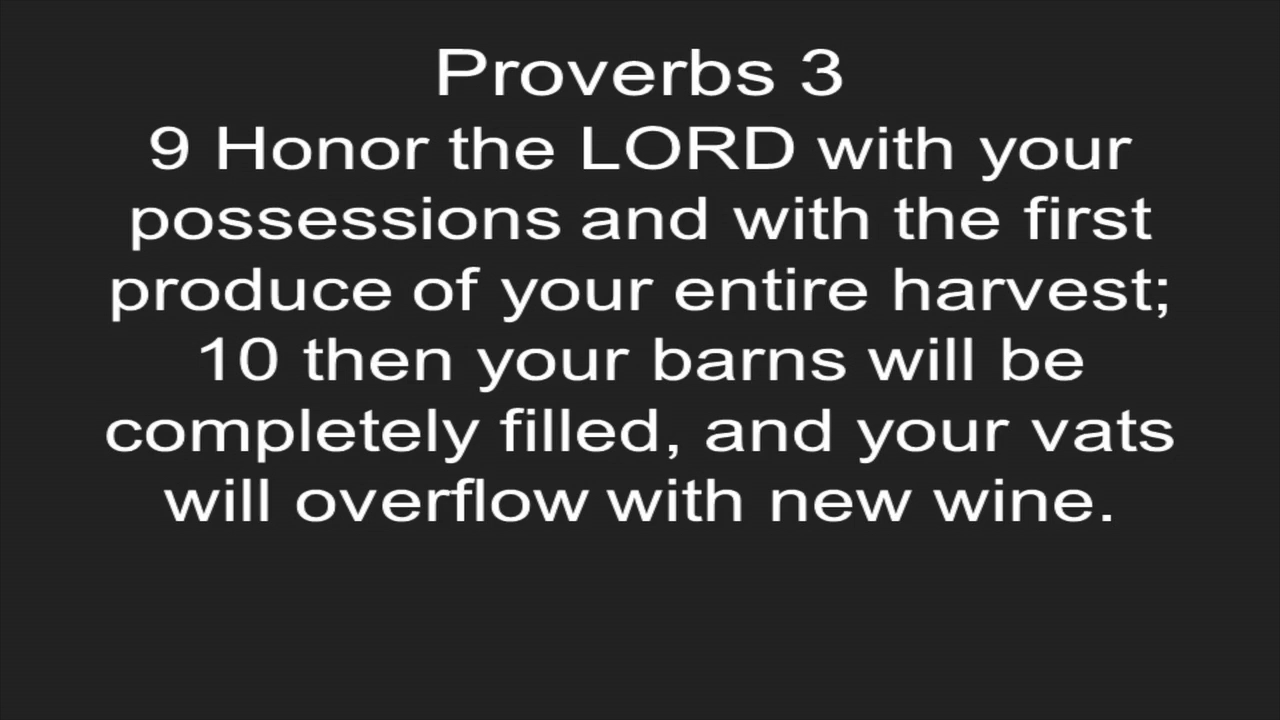 Proverbs 3
9 Honor the LORD with your
possessions and with the first
produce of your entire harvest;
10 then your barns will be
completely filled, and your vats
will overflow with new wine.